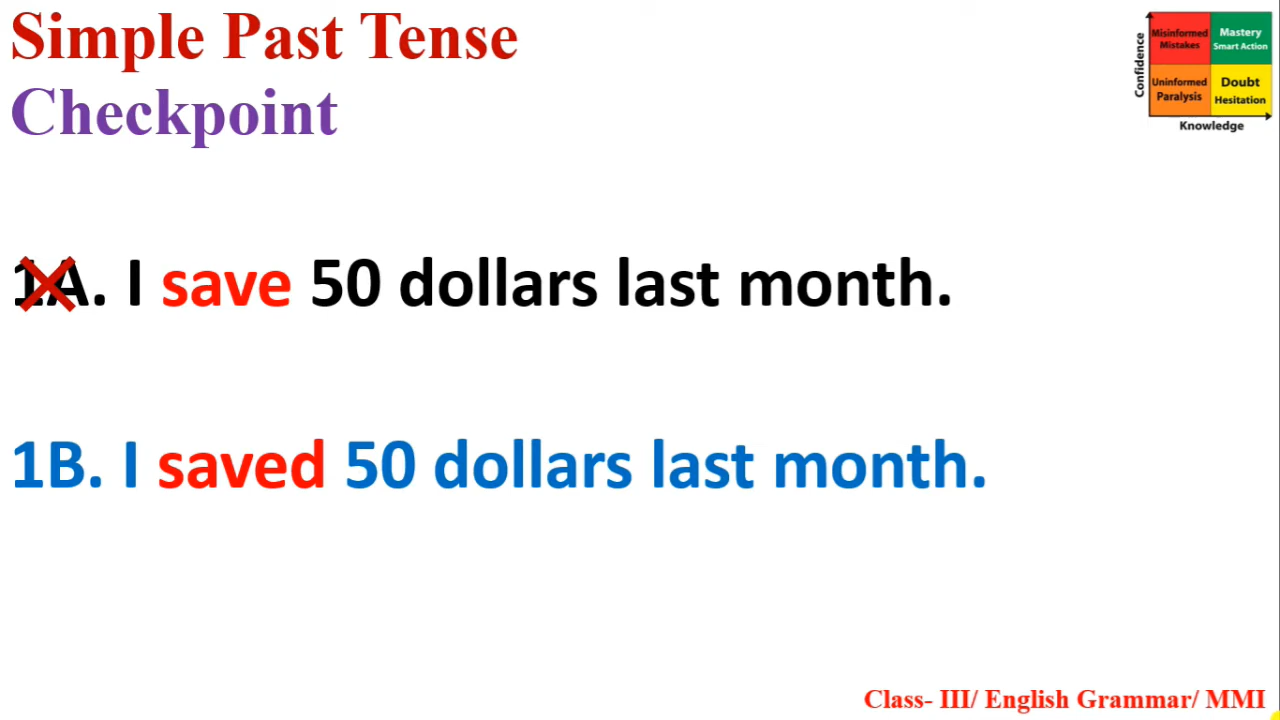 Simple Past Tense
Checkpoint
Confidence
Misinformed
Mistakes
Mastery
Smart Action
Uninformed
Paralysis
Doubt
Hesitation
Knowledge
1A. I save 50 dollars last month.
1B. I saved 50 dollars last month.
Class- III/ English Grammar/ MMI